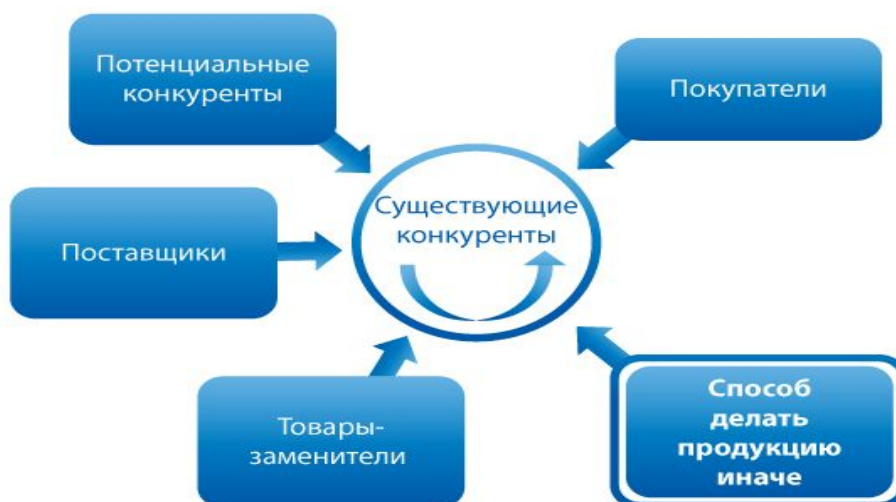 Потенциальные
конкуренты
Покупатели
Существующие
конкуренты
Поставщики
Товары-
заменители
Способ
делать
продукцию
иначе